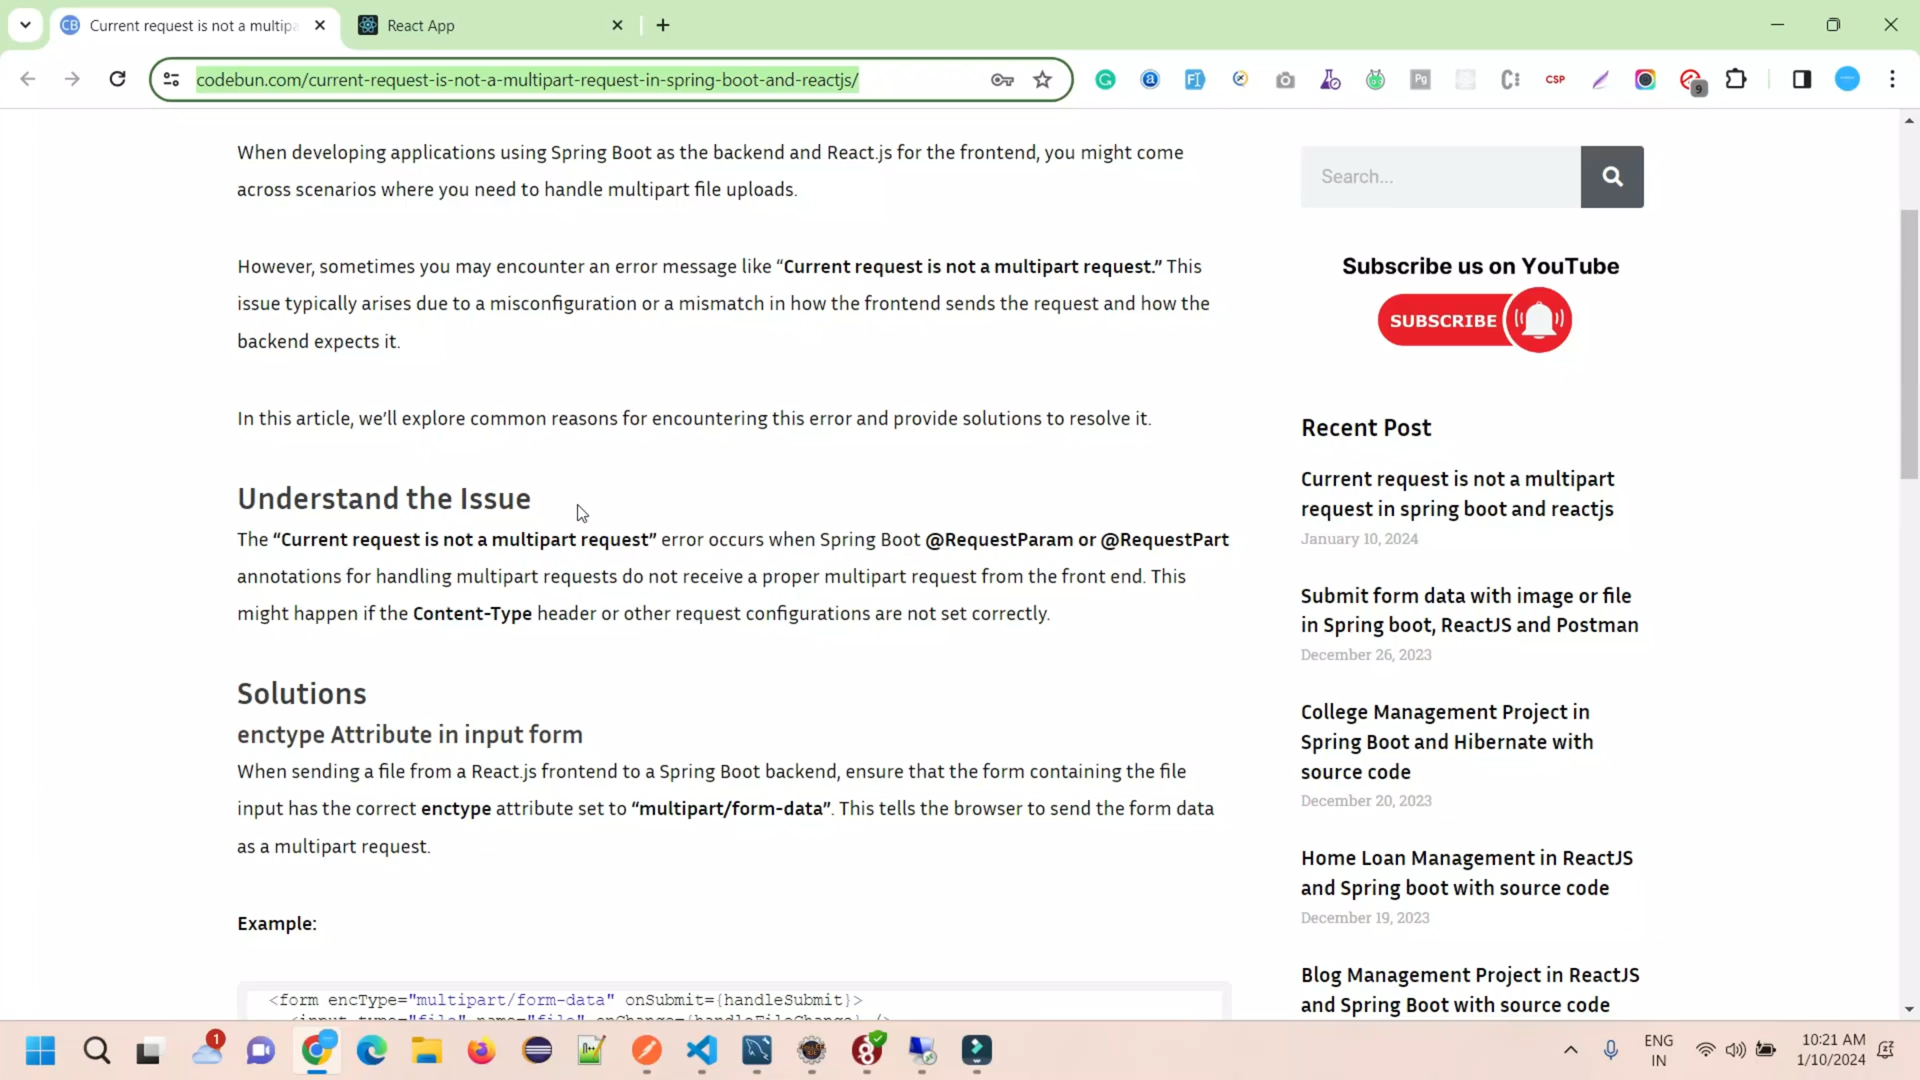 Current request is not a multipa
React App
codebun.com/current-request-is-not-a-multipart-request-in-spring-boot-and-reactjs/
CSP
9
When developing applications using Spring Boot as the backend and React.js for the frontend, you might come
across scenarios where you need to handle multipart file uploads.
However, sometimes you may encounter an error message like “Current request is not a multipart request.” This
issue typically arises due to a misconfiguration or a mismatch in how the frontend sends the request and how the
backend expects it.
In this article, we’ll explore common reasons for encountering this error and provide solutions to resolve it.
Understand the Issue
The “Current request is not a multipart request” error occurs when Spring Boot @RequestParam or @RequestPart
annotations for handling multipart requests do not receive a proper multipart request from the front end. This
might happen if the Content-Type header or other request configurations are not set correctly.
Solutions
enctype Attribute in input form
When sending a file from a React.js frontend to a Spring Boot backend, ensure that the form containing the file
input has the correct enctype attribute set to “multipart/form-data”. This tells the browser to send the form data
as a multipart request.
Example:
<form encType="multipart/form-data" onSubmit={handleSubmit}>
<input type="file" name="file" onChange={handleFileChange} />
Search...
Subscribe us on YouTube
SUBSCRIBE
Recent Post
Current request is not a multipart
request in spring boot and reactjs
January 10, 2024
Submit form data with image or file
in Spring boot, ReactJS and Postman
December 26, 2023
College Management Project in
Spring Boot and Hibernate with
source code
December 20, 2023
Home Loan Management in ReactJS
and Spring boot with source code
December 19, 2023
Blog Management Project in ReactJS
and Spring Boot with source code
1
ENG
IN
10:21 AM
1/10/2024